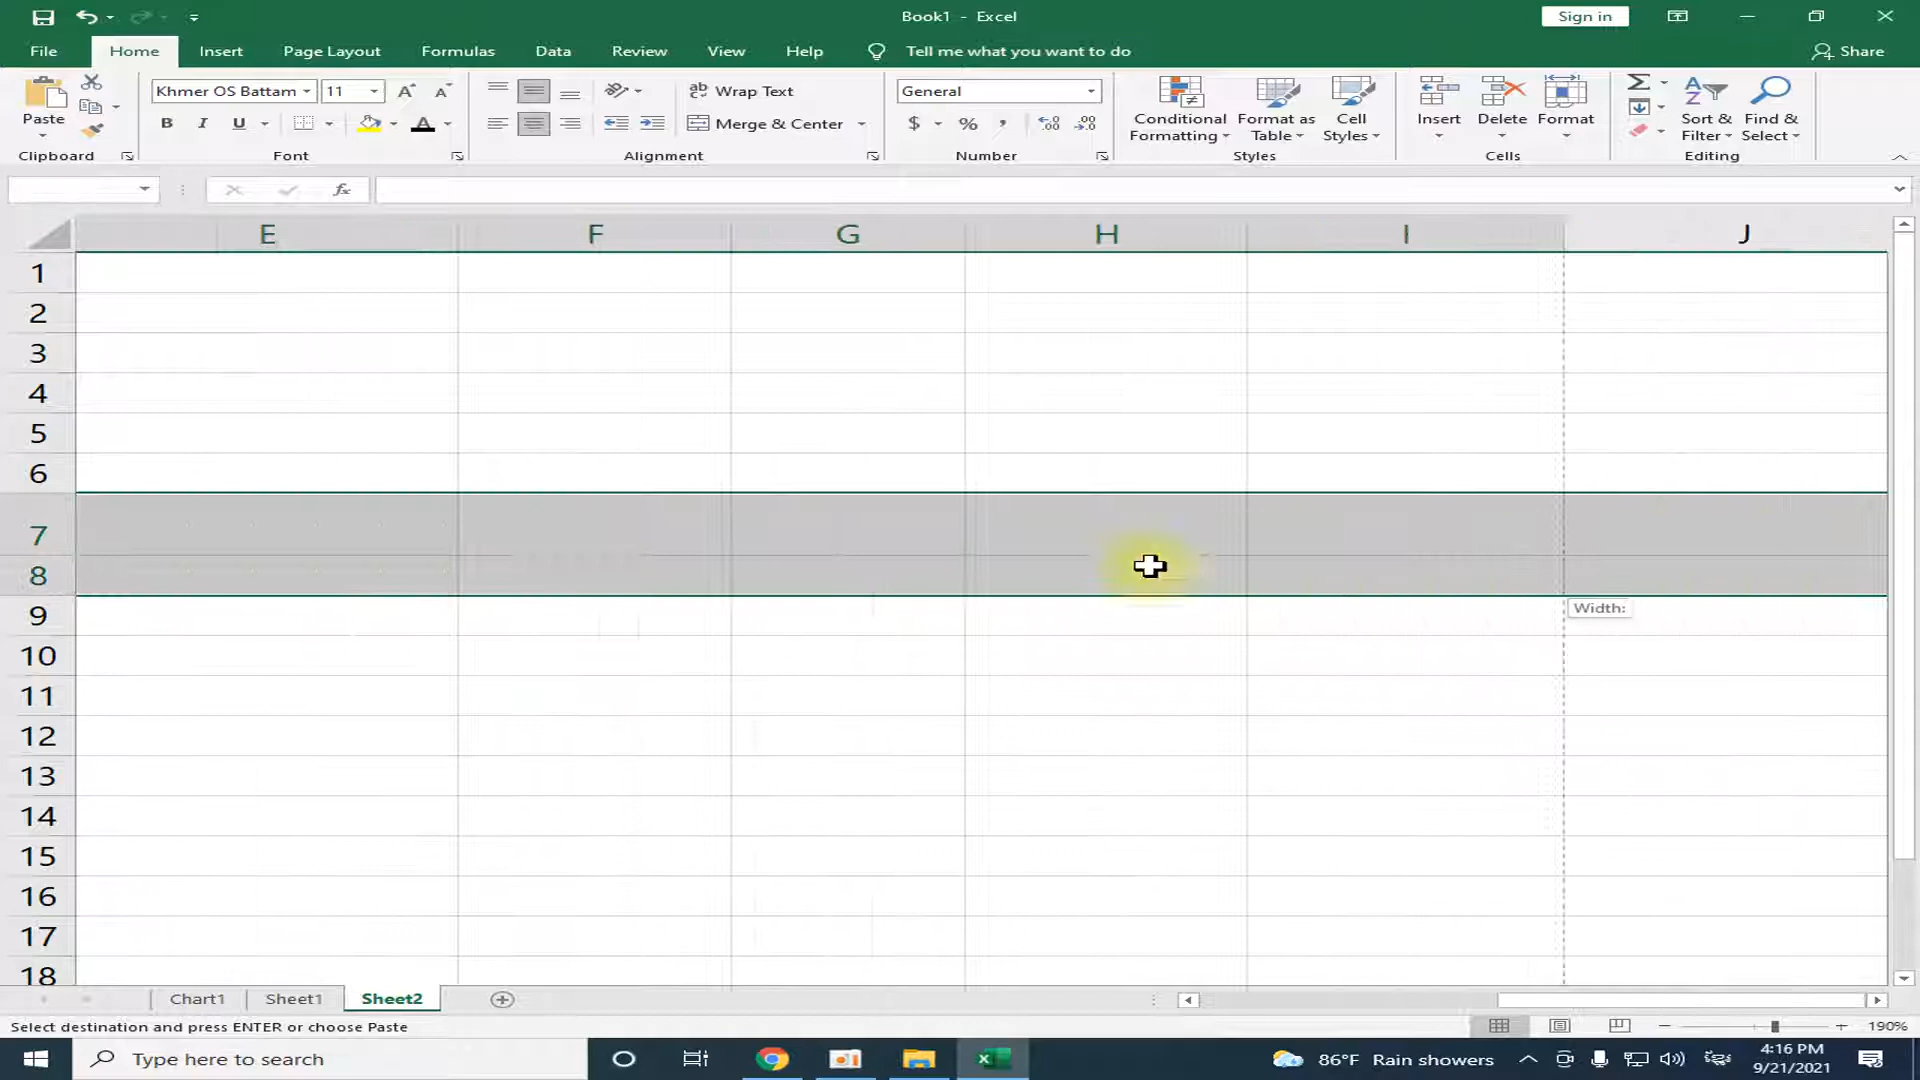 Book1 - Excel
Sign in
File Home Insert Page Layout Formulas Data Review View Help Tell me what you want to do Share
Paste
Khmer OS Battam 11
B I U
Wrap Text
Merge & Center
General
$ % ,
Conditional Formatting
Format as Table
Cell Styles
Insert
Delete
Format
Sort & Filter
Find & Select
Clipboard Font Alignment Number Styles Cells Editing
fx
E F G H I J
1
2
3
4
5
6
7
8
9
Width:
10
11
12
13
14
15
16
17
18
Chart1 Sheet1 Sheet2
Select destination and press ENTER or choose Paste
190%
Type here to search
86°F Rain showers
4:16 PM
9/21/2021